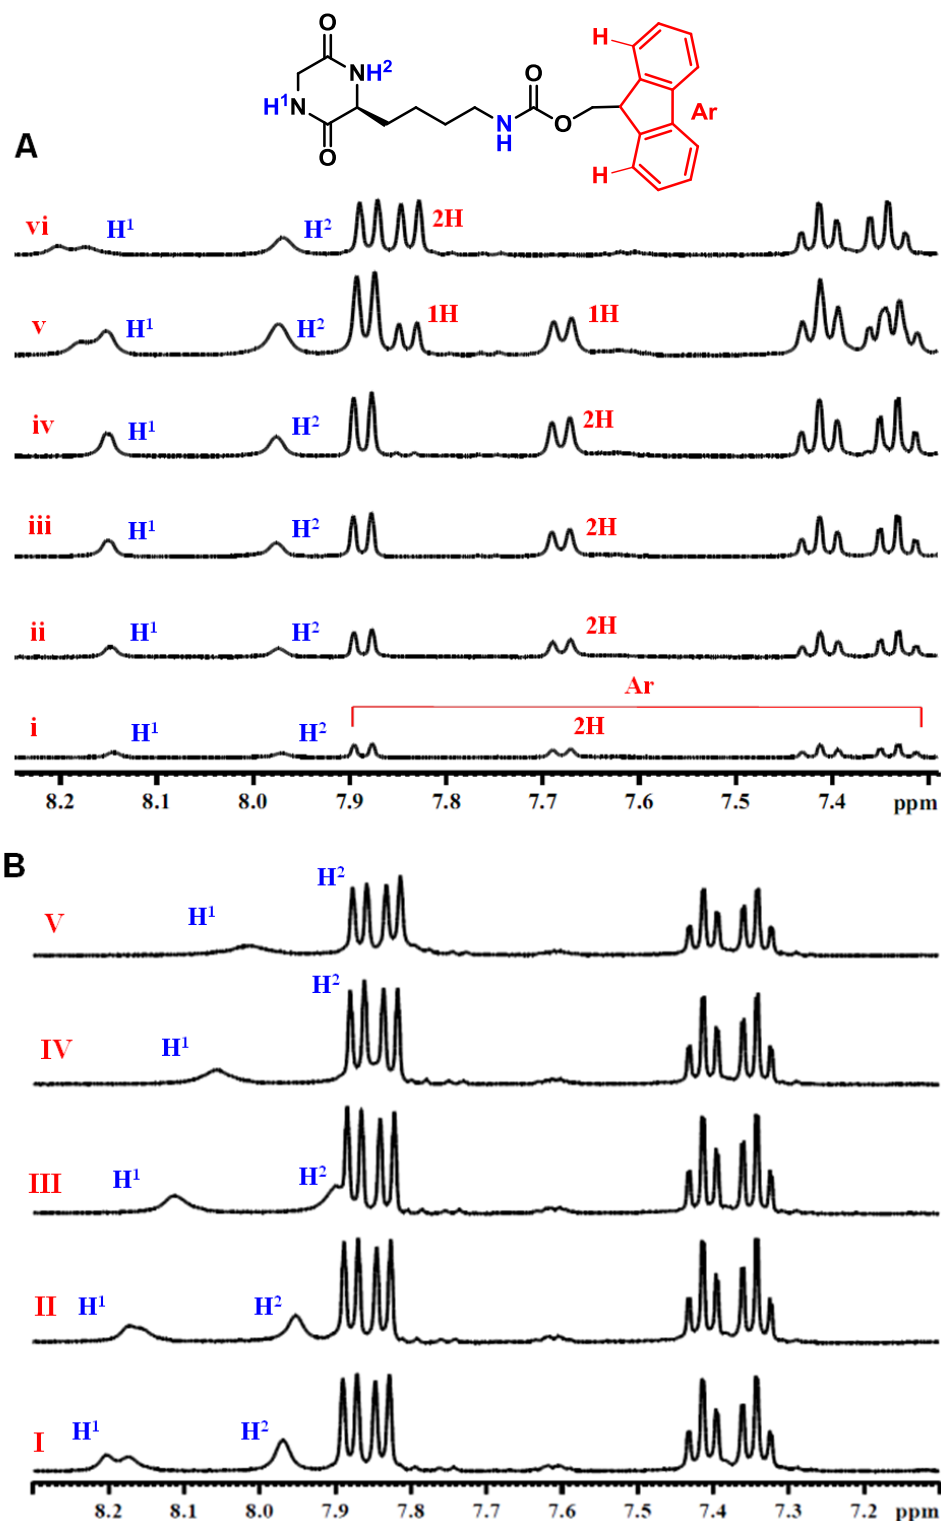 O
H
NH²
H¹N
O
O
N
H
O
Ar
H
A
vi H¹ H² 2H
v H¹ H² 1H 1H
iv H¹ H² 2H
iii H¹ H² 2H
ii H¹ H² 2H
Ar
i H¹ H² 2H
8.2 8.1 8.0 7.9 7.8 7.7 7.6 7.5 7.4 ppm
B
V H¹ H²
IV H¹ H²
III H¹ H²
II H¹ H²
I H¹ H²
8.2 8.1 8.0 7.9 7.8 7.7 7.6 7.5 7.4 7.3 7.2 ppm